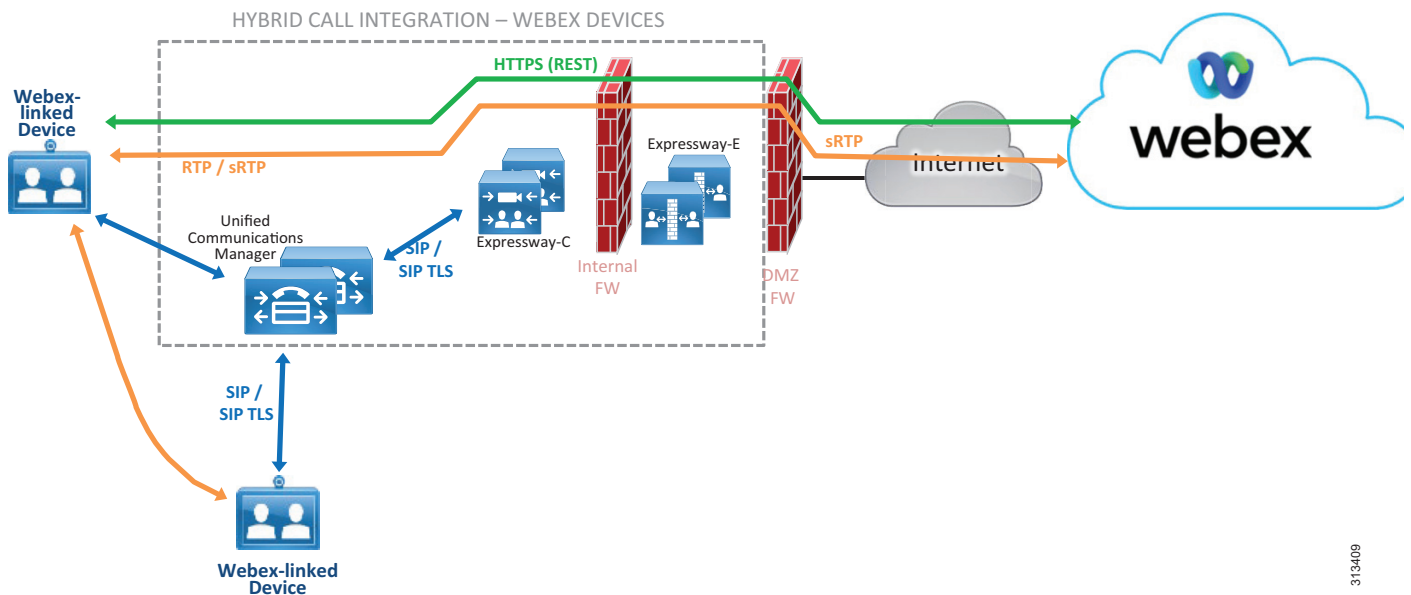 HYBRID CALL INTEGRATION – WEBEX DEVICES
HTTPS (REST)
Webex-
linked
Device
RTP / sRTP
Expressway-E
sRTP
Internet
webex
Unified
Communications
Manager
Expressway-C
SIP /
SIP TLS
Internal
FW
DMZ
FW
SIP /
SIP TLS
Webex-linked
Device
313409